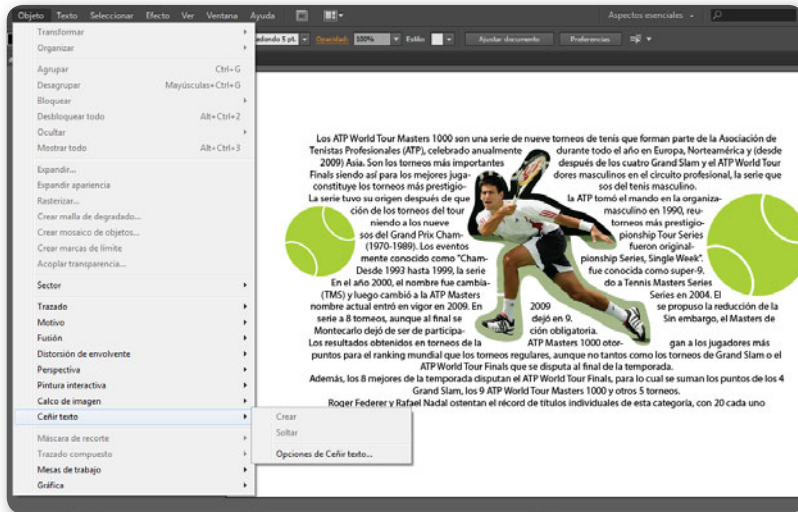 Objeto Texto Seleccionar Efecto Ver Ventana Ayuda
Aspectos esenciales
5 pt. Opacidad: 100% Estilo: Ajustar documento Preferencias
Transformar
Organizar
Agrupar Ctrl+G
Desagrupar Mayúsculas+Ctrl+G
Bloquear
Desbloquear todo Alt+Ctrl+2
Ocultar
Mostrar todo Alt+Ctrl+3
Expandir...
Expandir apariencia
Rasterizar...
Crear malla de degradado...
Crear mosaico de objetos...
Crear marcas de límite
Acoplar transparencia...
Sector
Trazado
Motivo
Fusión
Distorsión de envolvente
Perspectiva
Pintura interactiva
Calco de imagen
Ceñir texto
Máscara de recorte
Trazado compuesto
Mesas de trabajo
Gráfica
Crear
Soltar
Opciones de Ceñir texto...
Los ATP World Tour Masters 1000 son una serie de nueve torneos de tenis que forman parte de la Asociación de
Tenistas Profesionales (ATP), celebrado anualmente durante todo el año en Europa, Norteamérica y (desde
2009) Asia. Son los torneos más importantes después de los cuatro Grand Slam y el ATP World Tour
Finals siendo así para los mejores juga- dores masculinos en el circuito profesional, la serie que
constituye los torneos más prestigio- sos del tenis masculino.
La serie tuvo su origen después de que la ATP tomó el mando en la organiza-
ción de los torneos del tour masculino en 1990, reu-
niendo a los nueve torneos más prestigio-
sos del Grand Prix Cham- pionship Tour Series
(1970-1989). Los eventos fueron original-
mente conocido como "Cham- pionship Series, Single Week".
Desde 1993 hasta 1999, la serie fue conocida como super-9.
En el año 2000, el nombre fue cambia- do a Tennis Masters Series
(TMS) y luego cambió a la ATP Masters Series en 2004. El
nombre actual entró en vigor en 2009. En 2009 se propuso la reducción de la
serie a 8 torneos, aunque al final se dejó en 9. Sin embargo, el Masters de
Montecarlo dejó de ser de participa- ción obligatoria.
Los resultados obtenidos en torneos de la ATP Masters 1000 otor- gan a los jugadores más
puntos para el ranking mundial que los torneos regulares, aunque no tantos como los torneos de Grand Slam o el
ATP World Tour Finals que se disputa al final de la temporada.
Además, los 8 mejores de la temporada disputan el ATP World Tour Finals, para lo cual se suman los puntos de los 4
Grand Slam, los 9 ATP World Tour Masters 1000 y otros 5 torneos.
Roger Federer y Rafael Nadal ostentan el récord de títulos individuales de esta categoría, con 20 cada uno